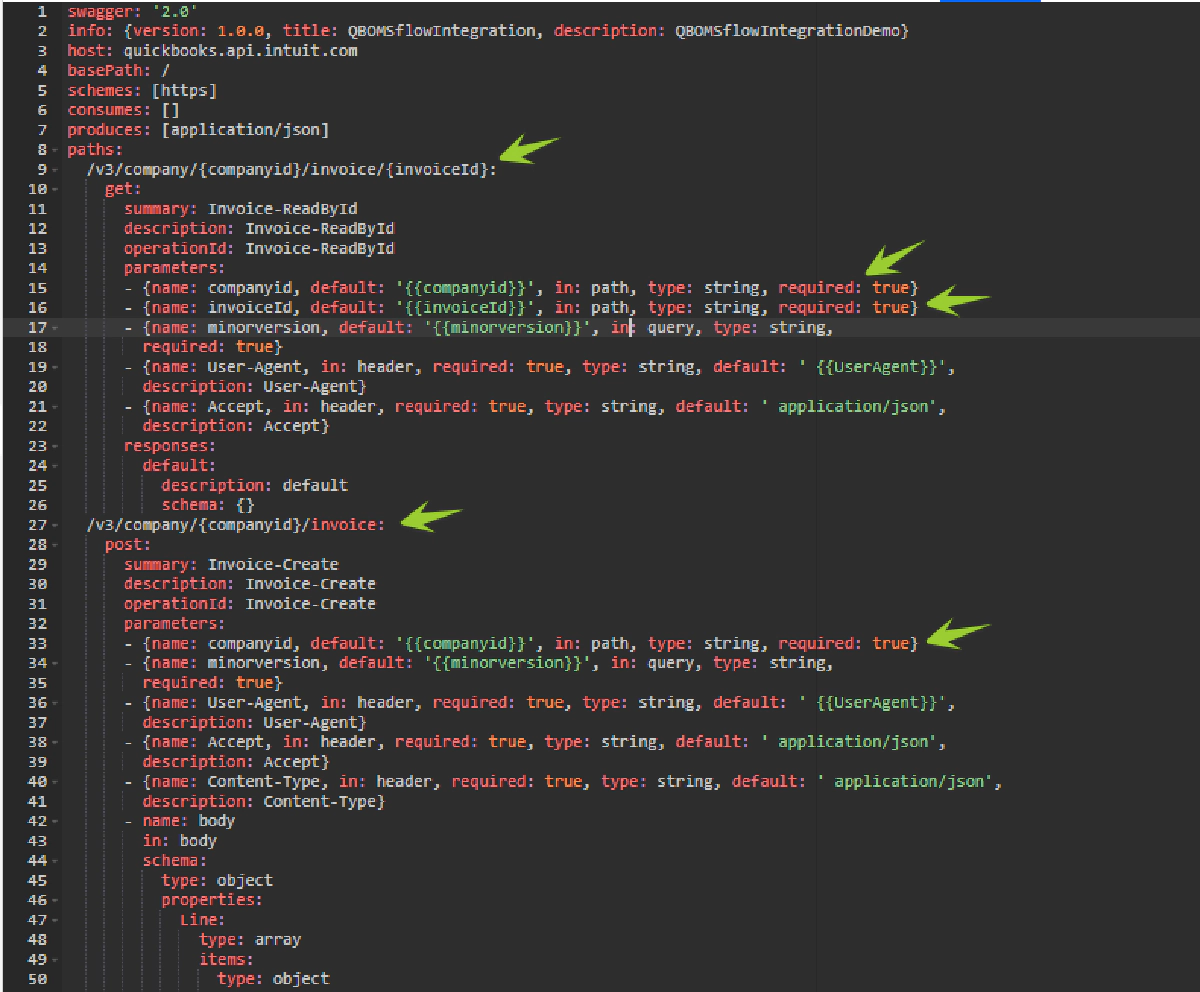 1 swagger: '2.0'
2 info: {version: 1.0.0, title: QBOMSflowIntegration, description: QBOMSflowIntegrationDemo}
3 host: quickbooks.api.intuit.com
4 basePath: /
5 schemes: [https]
6 consumes: []
7 produces: [application/json]
8 paths:
9 /v3/company/{companyid}/invoice/{invoiceId}:
10 get:
11 summary: Invoice-ReadById
12 description: Invoice-ReadById
13 operationId: Invoice-ReadById
14 parameters:
15 - {name: companyid, default: '{{companyid}}', in: path, type: string, required: true}
16 - {name: invoiceId, default: '{{invoiceId}}', in: path, type: string, required: true}
17 - {name: minorversion, default: '{{minorversion}}', in: query, type: string,
18 required: true}
19 - {name: User-Agent, in: header, required: true, type: string, default: ' {{UserAgent}}',
20 description: User-Agent}
21 - {name: Accept, in: header, required: true, type: string, default: ' application/json',
22 description: Accept}
23 responses:
24 default:
25 description: default
26 schema: {}
27 /v3/company/{companyid}/invoice:
28 post:
29 summary: Invoice-Create
30 description: Invoice-Create
31 operationId: Invoice-Create
32 parameters:
33 - {name: companyid, default: '{{companyid}}', in: path, type: string, required: true}
34 - {name: minorversion, default: '{{minorversion}}', in: query, type: string,
35 required: true}
36 - {name: User-Agent, in: header, required: true, type: string, default: ' {{UserAgent}}',
37 description: User-Agent}
38 - {name: Accept, in: header, required: true, type: string, default: ' application/json',
39 description: Accept}
40 - {name: Content-Type, in: header, required: true, type: string, default: ' application/json',
41 description: Content-Type}
42 - name: body
43 in: body
44 schema:
45 type: object
46 properties:
47 Line:
48 type: array
49 items:
50 type: object